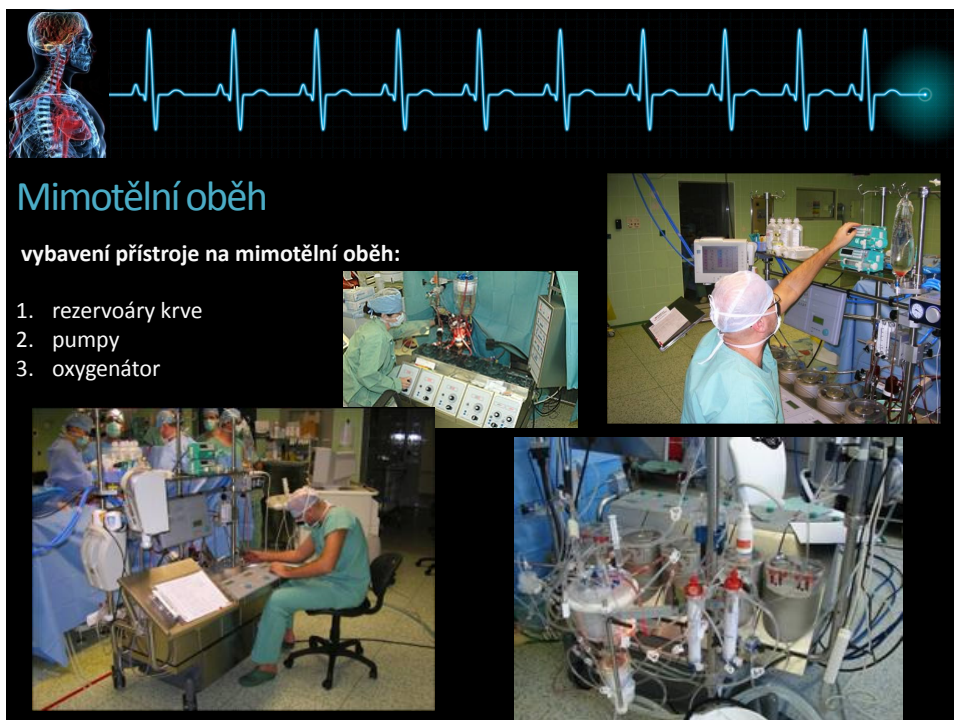 Mimotělní oběh
vybavení přístroje na mimotělní oběh:
1. rezervoáry krve
2. pumpy
3. oxygenátor